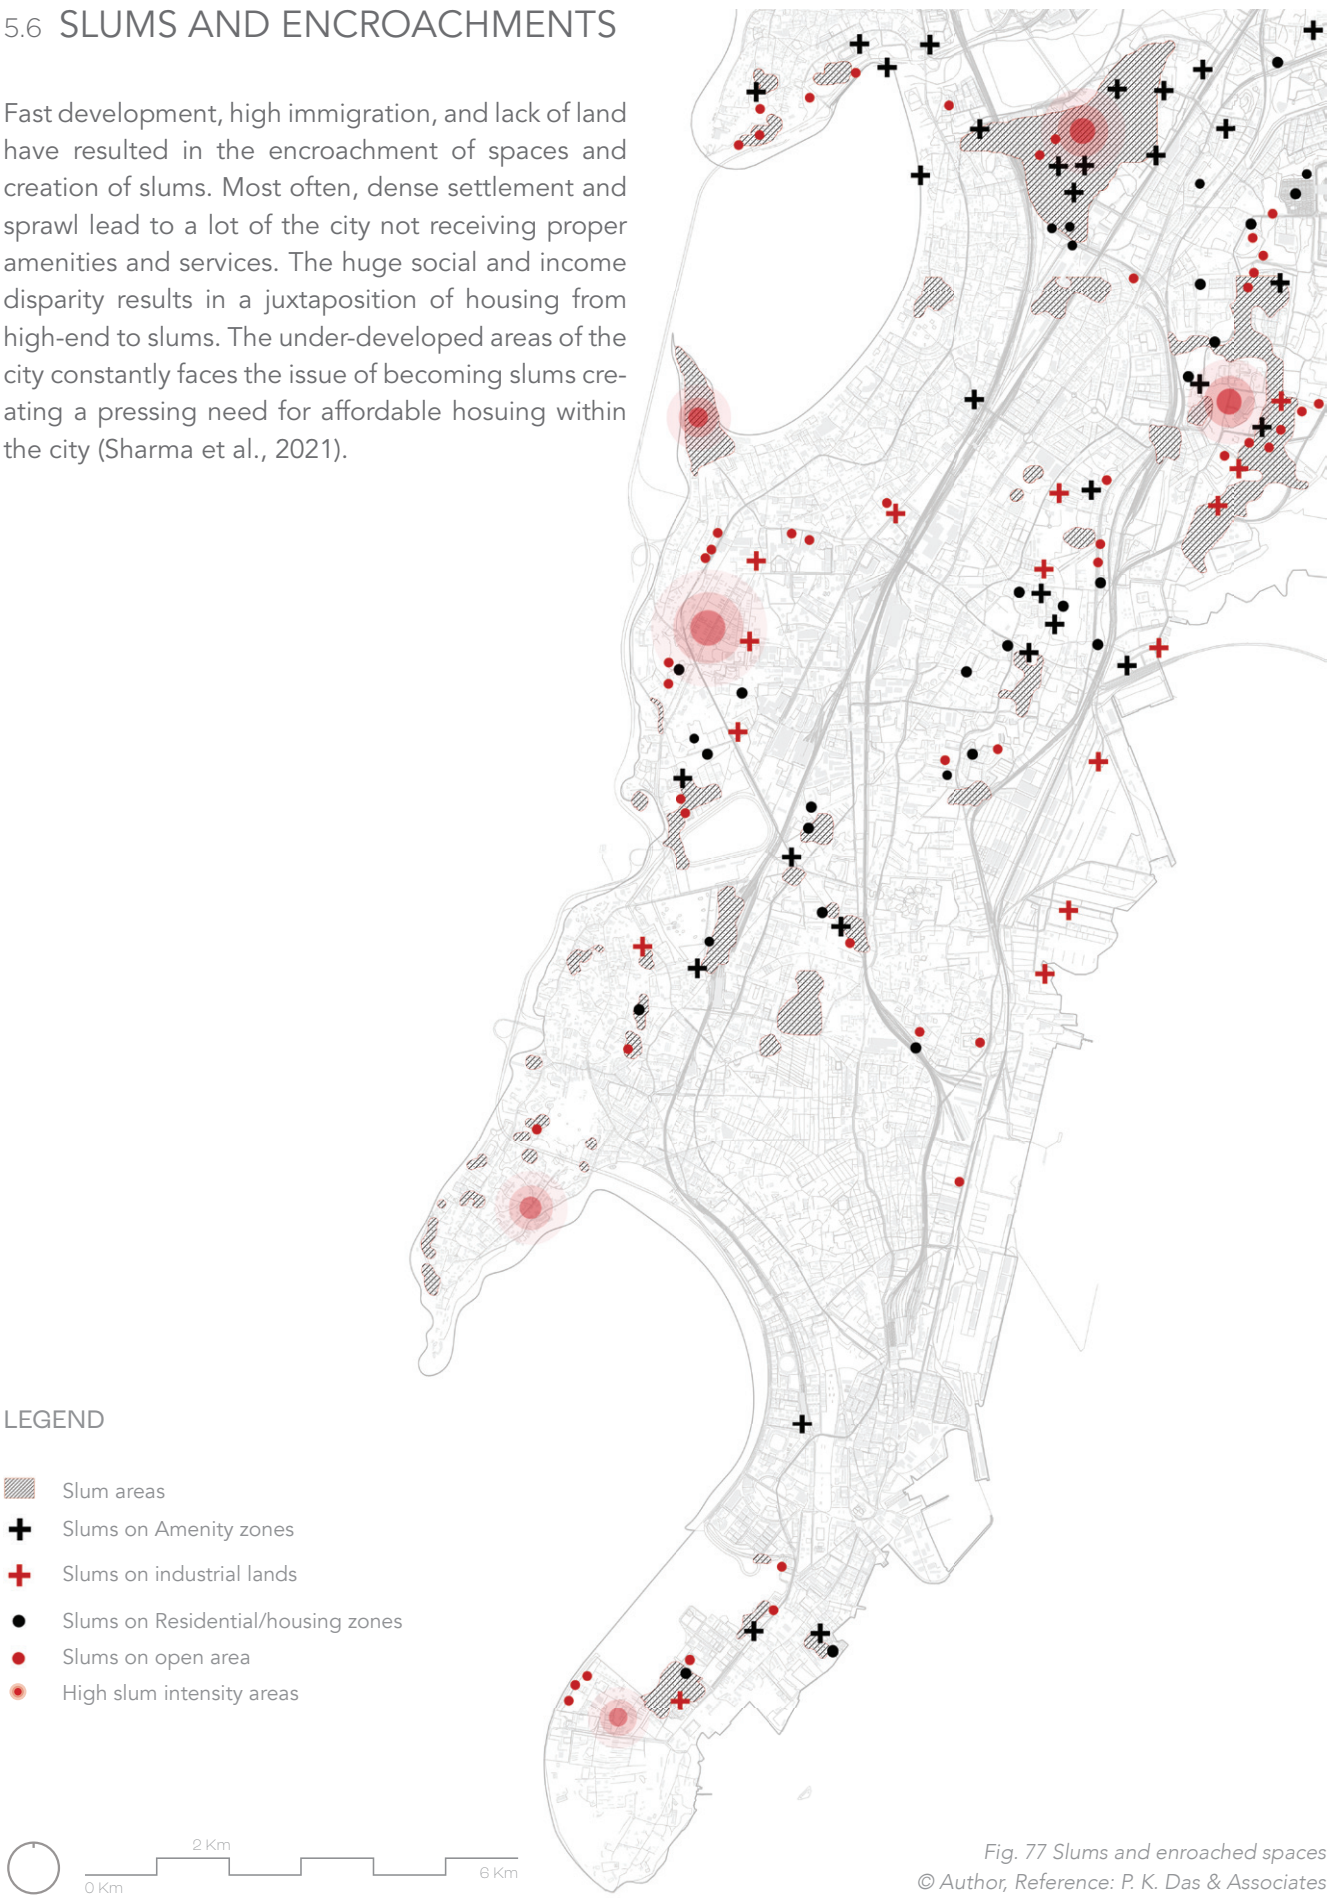 5.6 SLUMS AND ENCROACHMENTS
Fast development, high immigration, and lack of land
have resulted in the encroachment of spaces and
creation of slums. Most often, dense settlement and
sprawl lead to a lot of the city not receiving proper
amenities and services. The huge social and income
disparity results in a juxtaposition of housing from
high-end to slums. The under-developed areas of the
city constantly faces the issue of becoming slums cre-
ating a pressing need for affordable hosuing within
the city (Sharma et al., 2021).
LEGEND
Slum areas
Slums on Amenity zones
Slums on industrial lands
Slums on Residential/housing zones
Slums on open area
High slum intensity areas
2 Km
0 Km
6 Km
Fig. 77 Slums and enroached spaces
© Author, Reference: P. K. Das & Associates